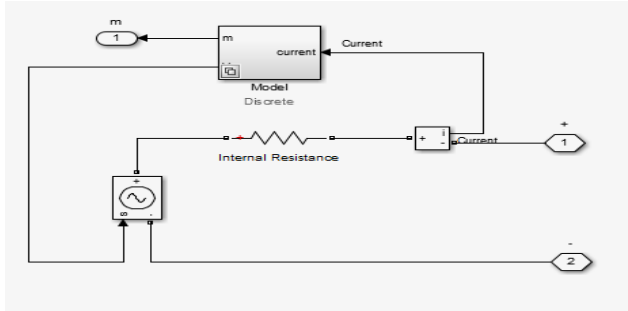 m
1
m
current
Current
Model
Discrete
+
i
-
Current
+
1
Internal Resistance
+
s
-
-
2